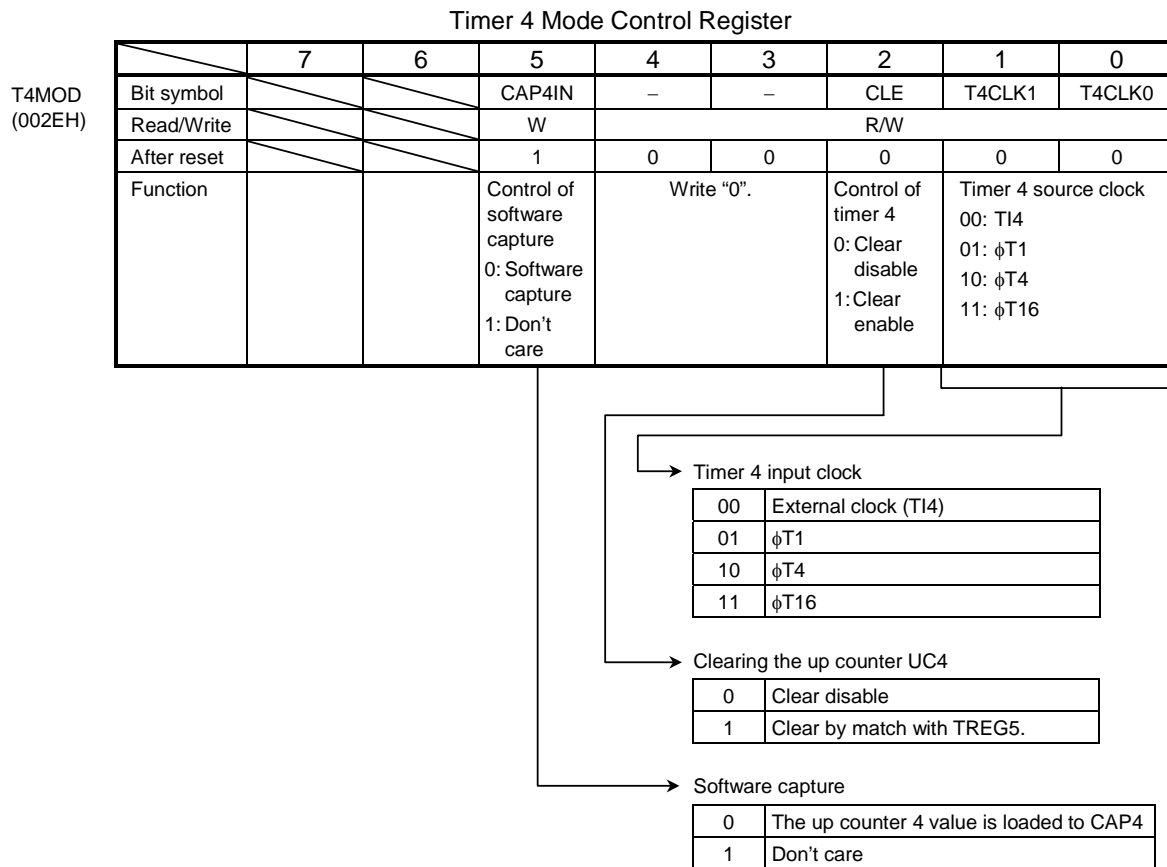 Timer 4 Mode Control Register
7 6 5 4 3 2 1 0
T4MOD
(002EH)
Bit symbol CAP4IN – – CLE T4CLK1 T4CLK0
Read/Write W R/W
After reset 1 0 0 0 0 0
Function
Control of
software
capture
0: Software
capture
1: Don't
care
Write “0”.
Control of
timer 4
0: Clear
disable
1: Clear
enable
Timer 4 source clock
00: TI4
01: ϕT1
10: ϕT4
11: ϕT16
Timer 4 input clock
00 External clock (TI4)
01 ϕT1
10 ϕT4
11 ϕT16
Clearing the up counter UC4
0 Clear disable
1 Clear by match with TREG5.
Software capture
0 The up counter 4 value is loaded to CAP4
1 Don't care